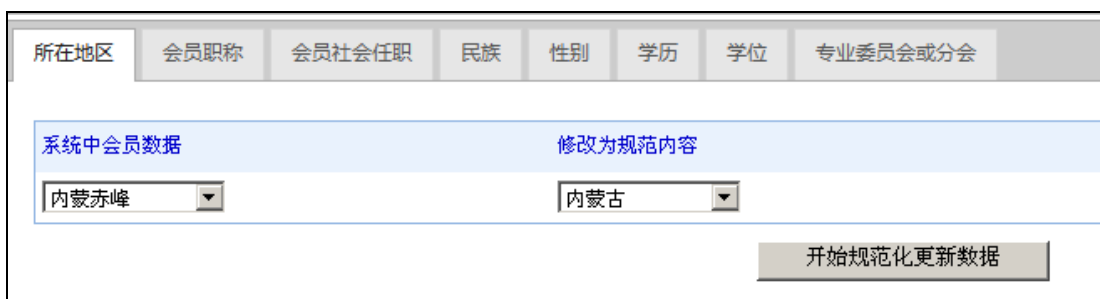 所在地区 会员职称 会员社会任职 民族 性别 学历 学位 专业委员会或分会
系统中会员数据 修改为规范内容
内蒙赤峰 内蒙古
开始规范化更新数据